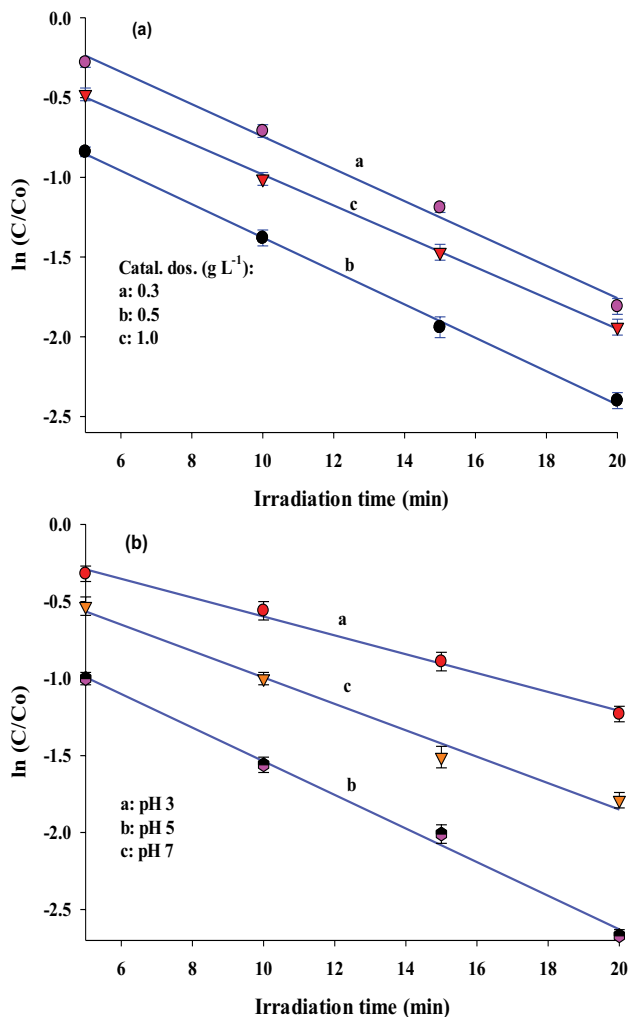 (a)
0.0
-0.5
-1.0
-1.5
-2.0
-2.5
ln (C/Co)
a
c
b
Catal. dos. (g L⁻¹):
a: 0.3
b: 0.5
c: 1.0
6 8 10 12 14 16 18 20
Irradiation time (min)
(b)
0.0
-0.5
-1.0
-1.5
-2.0
-2.5
ln (C/Co)
a
c
b
a: pH 3
b: pH 5
c: pH 7
6 8 10 12 14 16 18 20
Irradiation time (min)